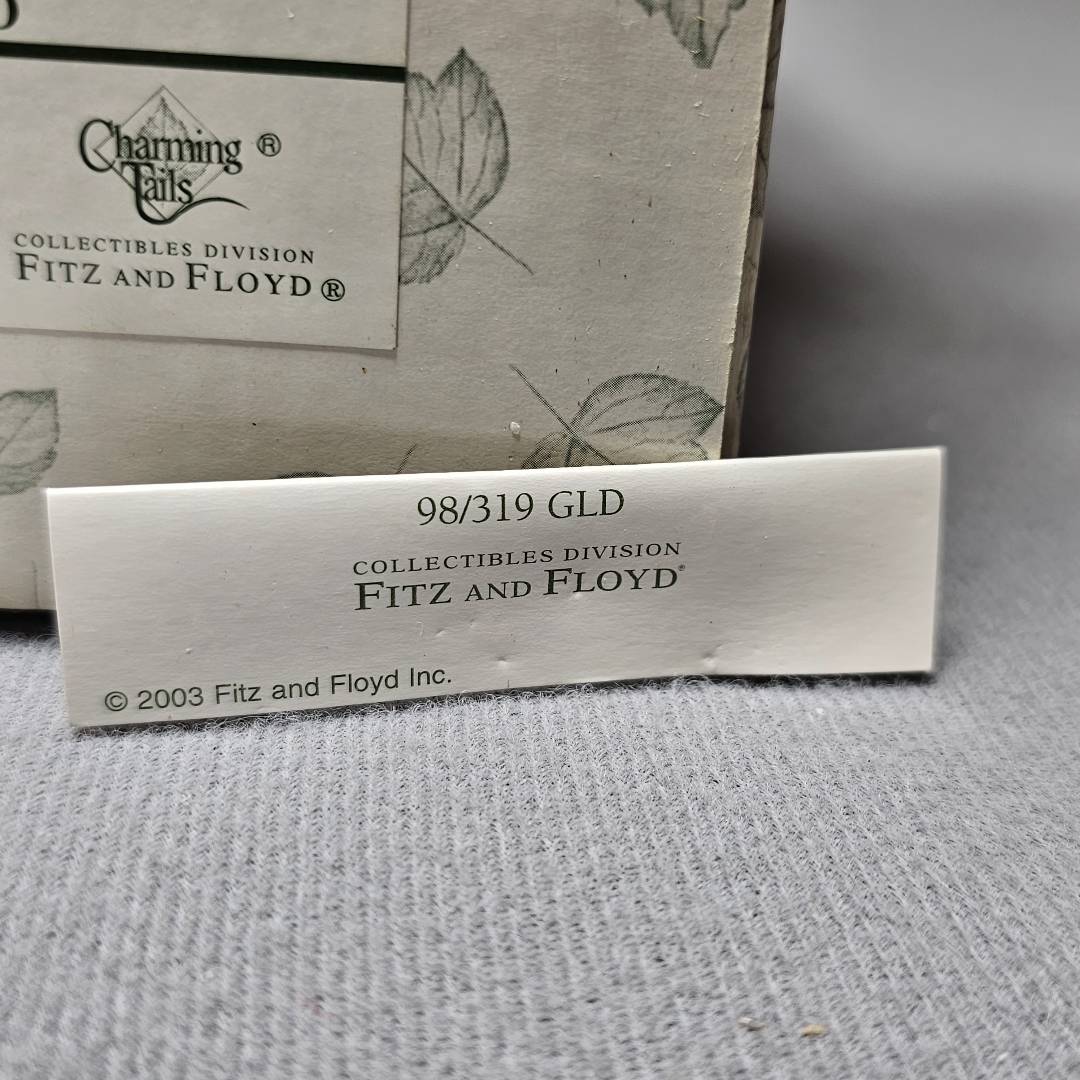 Charming ®
Tails
COLLECTIBLES DIVISION
FITZ AND FLOYD ®
98/319 GLD
COLLECTIBLES DIVISION
FITZ AND FLOYD®
© 2003 Fitz and Floyd Inc.